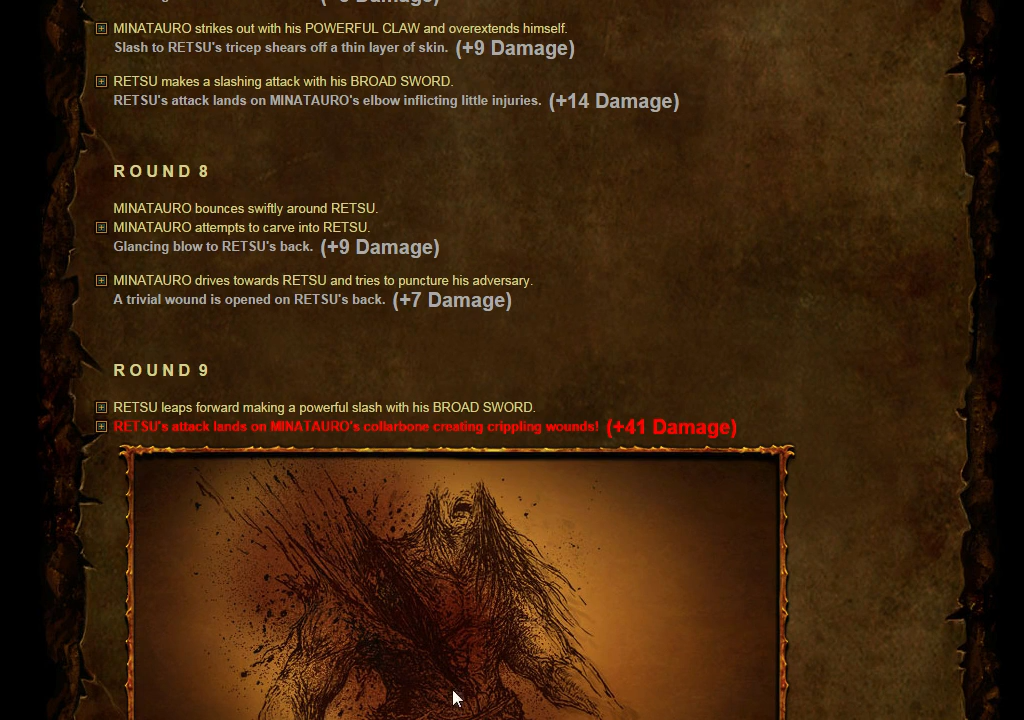 MINATAURO strikes out with his POWERFUL CLAW and overextends himself.
Slash to RETSU's tricep shears off a thin layer of skin. (+9 Damage)
RETSU makes a slashing attack with his BROAD SWORD.
RETSU's attack lands on MINATAURO's elbow inflicting little injuries. (+14 Damage)
ROUND 8
MINATAURO bounces swiftly around RETSU.
MINATAURO attempts to carve into RETSU.
Glancing blow to RETSU's back. (+9 Damage)
MINATAURO drives towards RETSU and tries to puncture his adversary.
A trivial wound is opened on RETSU's back. (+7 Damage)
ROUND 9
RETSU leaps forward making a powerful slash with his BROAD SWORD.
RETSU's attack lands on MINATAURO's collarbone creating crippling wounds! (+41 Damage)